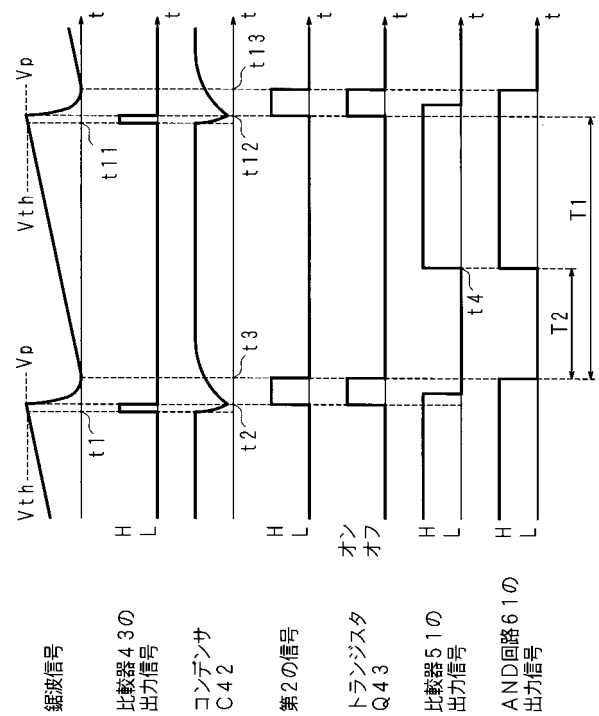 鋸波信号
Vth
Vp
Vth
Vp
t
t1
t11
比較器43の
出力信号
H
L
t
コンデンサ
C42
t
t2
t3
t12
t13
第2の信号
H
L
t
トランジスタ
Q43
オン
オフ
t
比較器51の
出力信号
H
L
t
t4
AND回路61の
出力信号
H
L
t
T2
T1